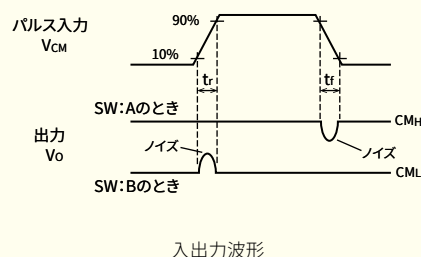 パルス入力
VCM
90%
10%
tr
tf
SW：Aのとき
CMH
出力
VO
ノイズ
ノイズ
CML
SW：Bのとき
入出力波形